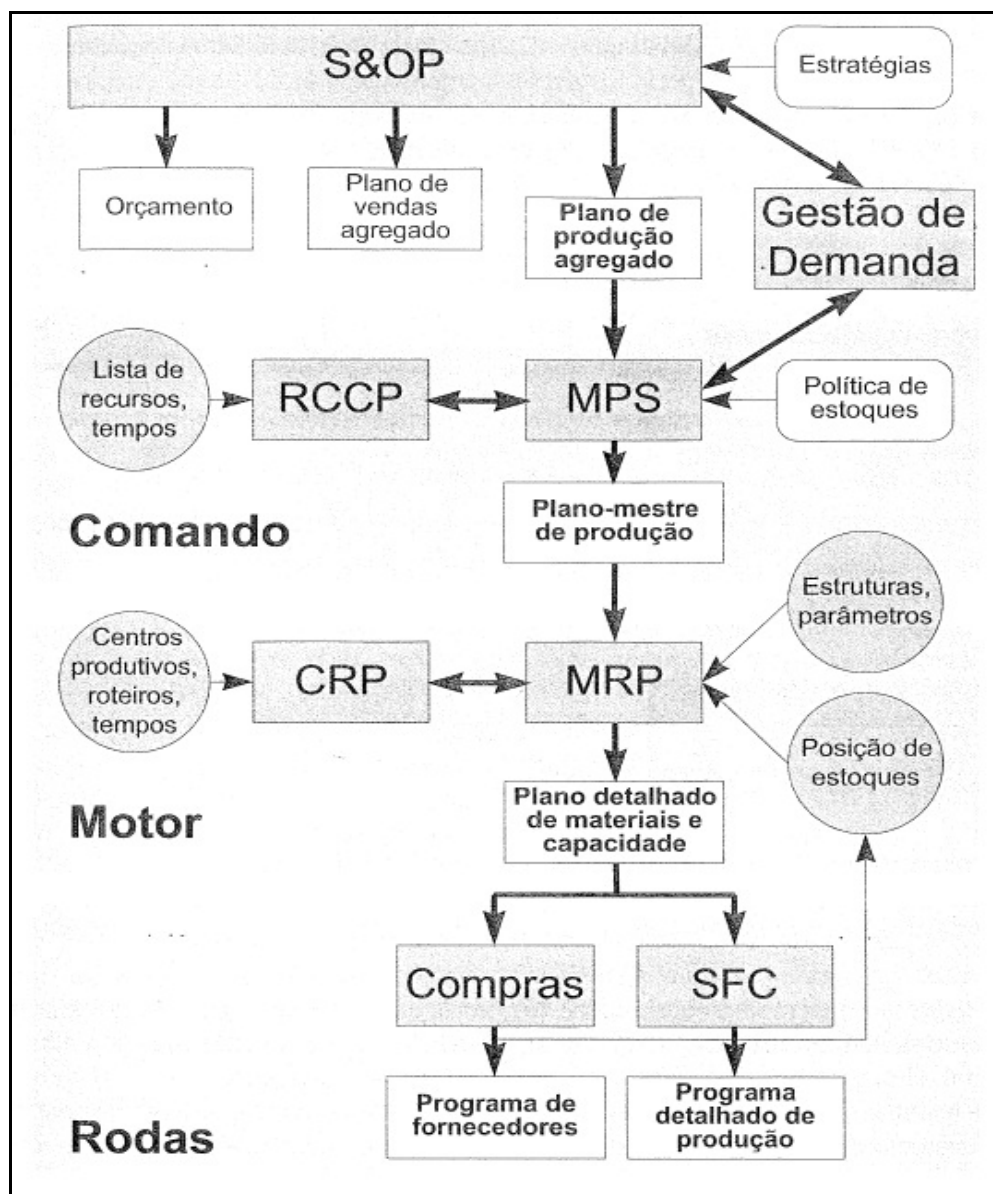 S&OP
Estratégias
Orçamento
Plano de
vendas
agregado
Plano de
produção
agregado
Gestão de
Demanda
Lista de
recursos,
tempos
RCCP
MPS
Política de
estoques
Comando
Plano-mestre
de produção
Estruturas,
parâmetros
Centros
produtivos,
roteiros,
tempos
CRP
MRP
Posição de
estoques
Motor
Plano detalhado
de materiais e
capacidade
Compras
SFC
Rodas
Programa de
fornecedores
Programa
detalhado de
produção